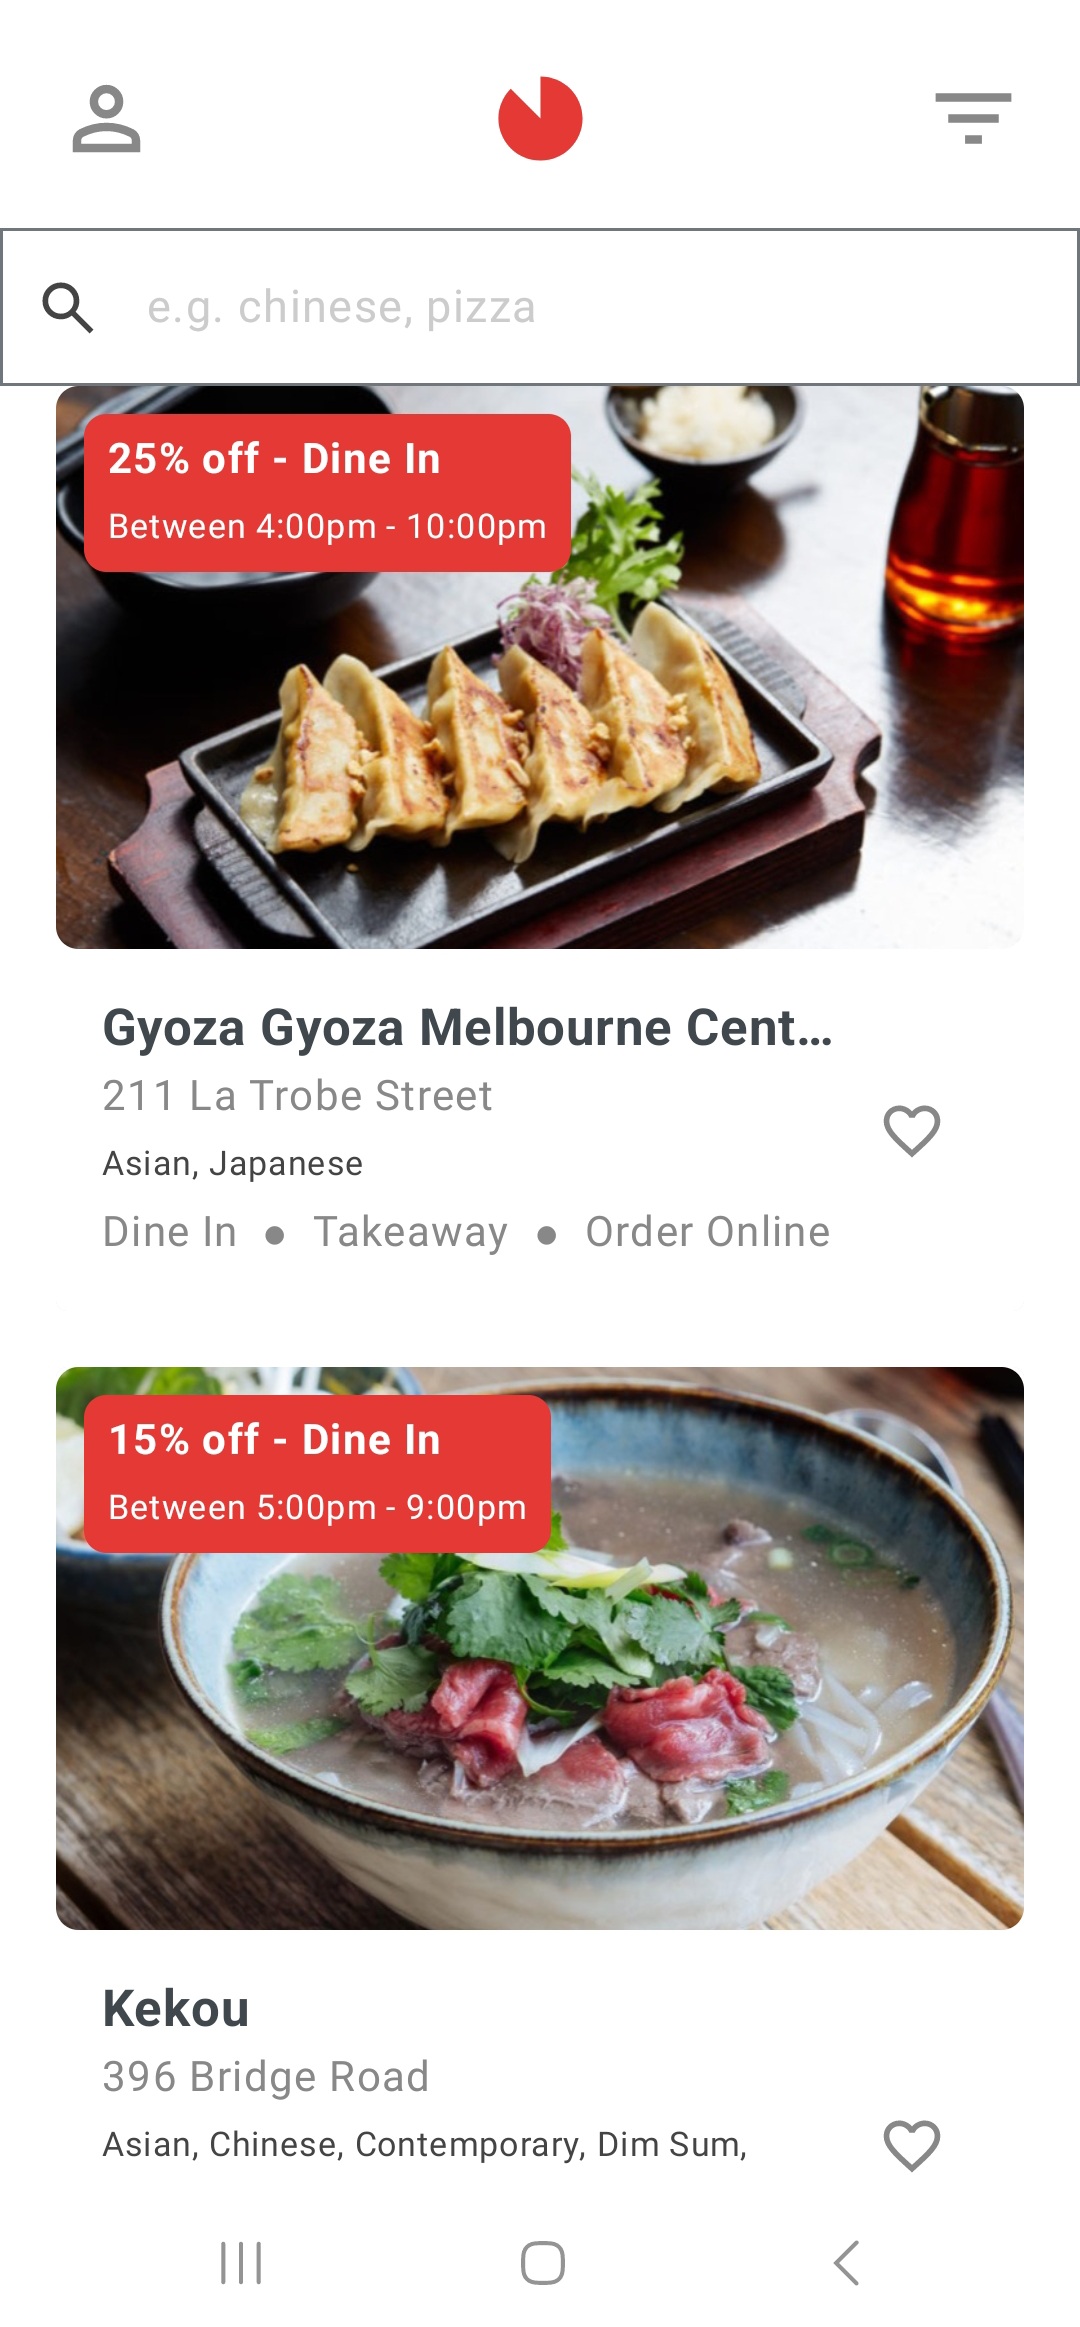 e.g. chinese, pizza
25% off - Dine In
Between 4:00pm - 10:00pm
Gyoza Gyoza Melbourne Cent...
211 La Trobe Street
Asian, Japanese
Dine In ● Takeaway ● Order Online
15% off - Dine In
Between 5:00pm - 9:00pm
Kekou
396 Bridge Road
Asian, Chinese, Contemporary, Dim Sum,